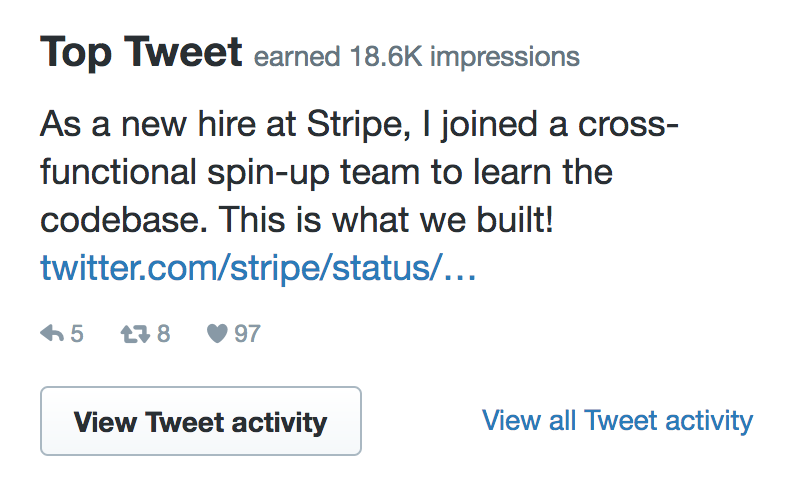 Top Tweet earned 18.6K impressions
As a new hire at Stripe, I joined a cross-
functional spin-up team to learn the
codebase. This is what we built!
twitter.com/stripe/status/…
5 8 97
View Tweet activity View all Tweet activity